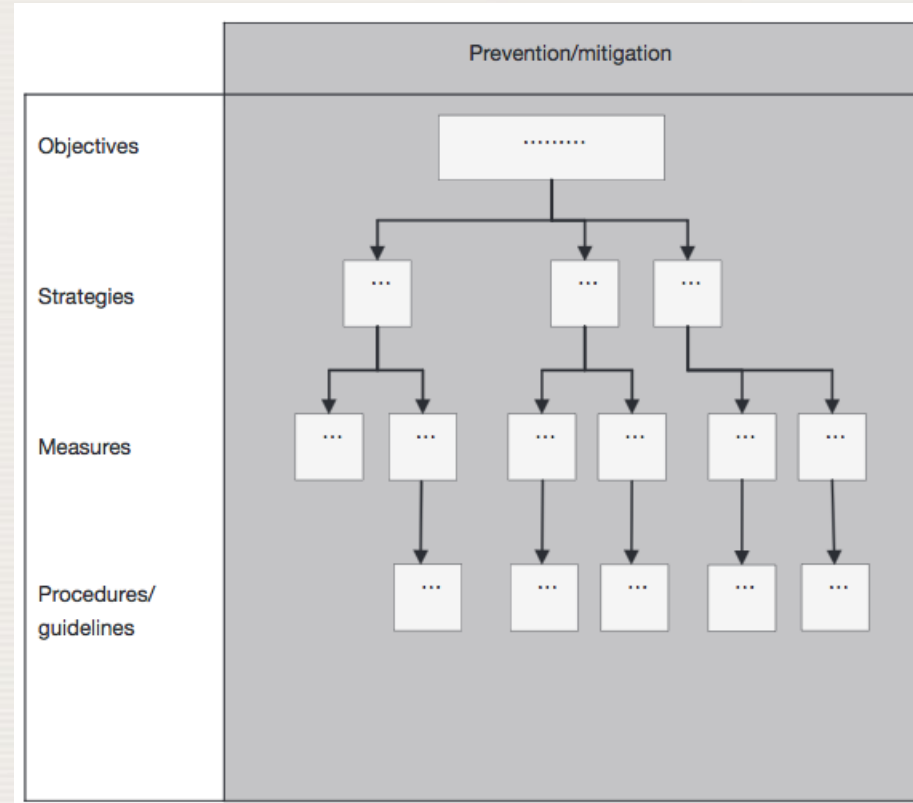 Prevention/mitigation
Objectives
.........
Strategies
... ... ...
Measures
... ... ... ... ... ...
Procedures/
guidelines
... ... ... ... ...